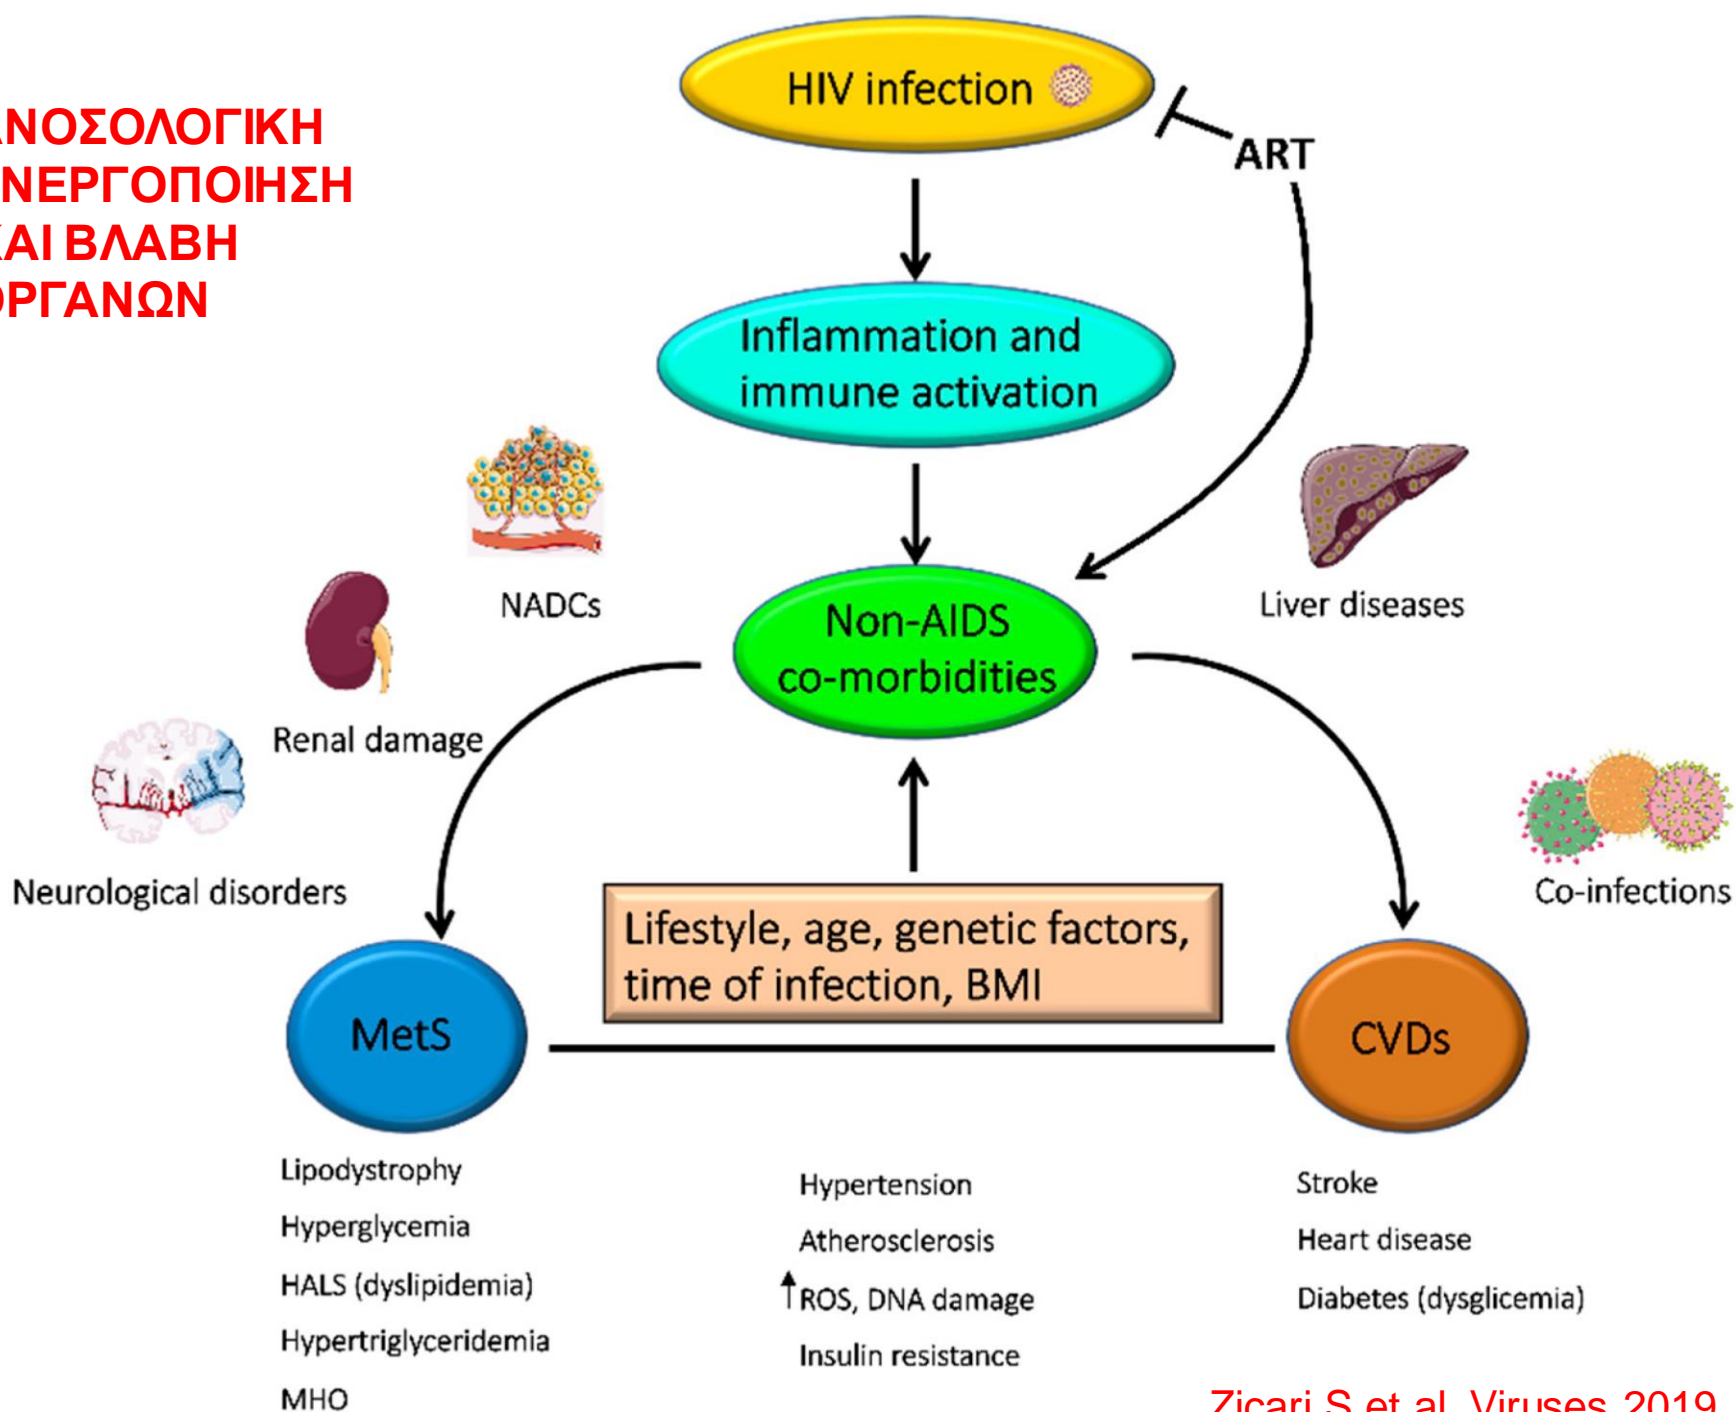 ΝΟΣΟΛΟΓΙΚΗ
ΝΕΡΓΟΠΟΙΗΣΗ
ΚΑΙ ΒΛΑΒΗ
ΟΡΓΑΝΩΝ
HIV infection
ART
Inflammation and
immune activation
NADCs
Liver diseases
Non-AIDS
co-morbidities
Renal damage
Neurological disorders
Co-infections
Lifestyle, age, genetic factors,
time of infection, BMI
MetS
CVDs
Lipodystrophy
Hyperglycemia
HALS (dyslipidemia)
Hypertriglyceridemia
MHO
Hypertension
Atherosclerosis
↑ROS, DNA damage
Insulin resistance
Stroke
Heart disease
Diabetes (dysglicemia)
Zicari S et al. Viruses 2019